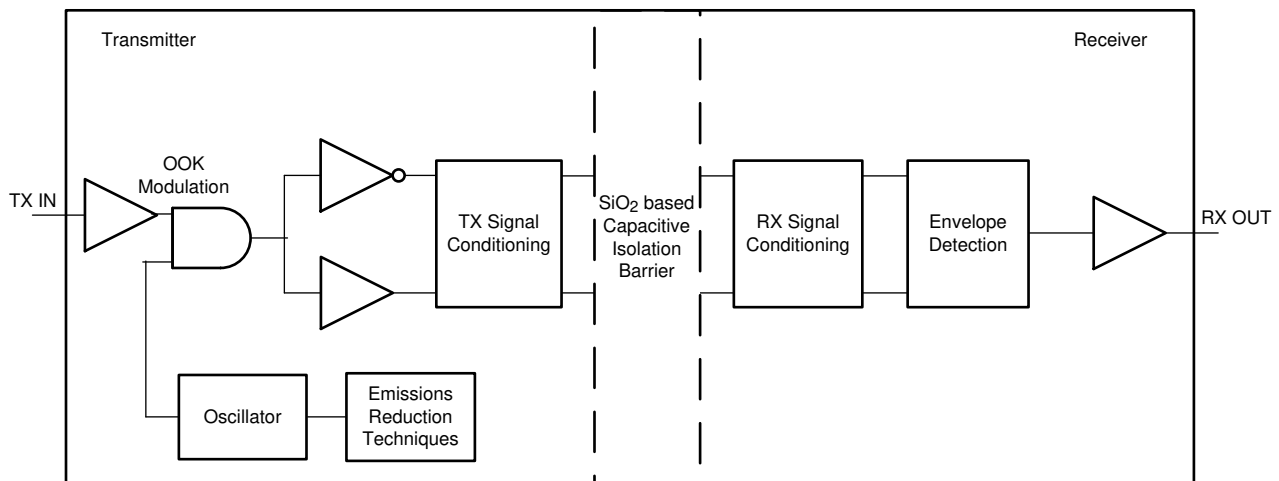 Transmitter
Receiver
OOK
Modulation
TX IN
TX Signal
Conditioning
SiO2 based
Capacitive
Isolation
Barrier
RX Signal
Conditioning
Envelope
Detection
RX OUT
Oscillator
Emissions
Reduction
Techniques